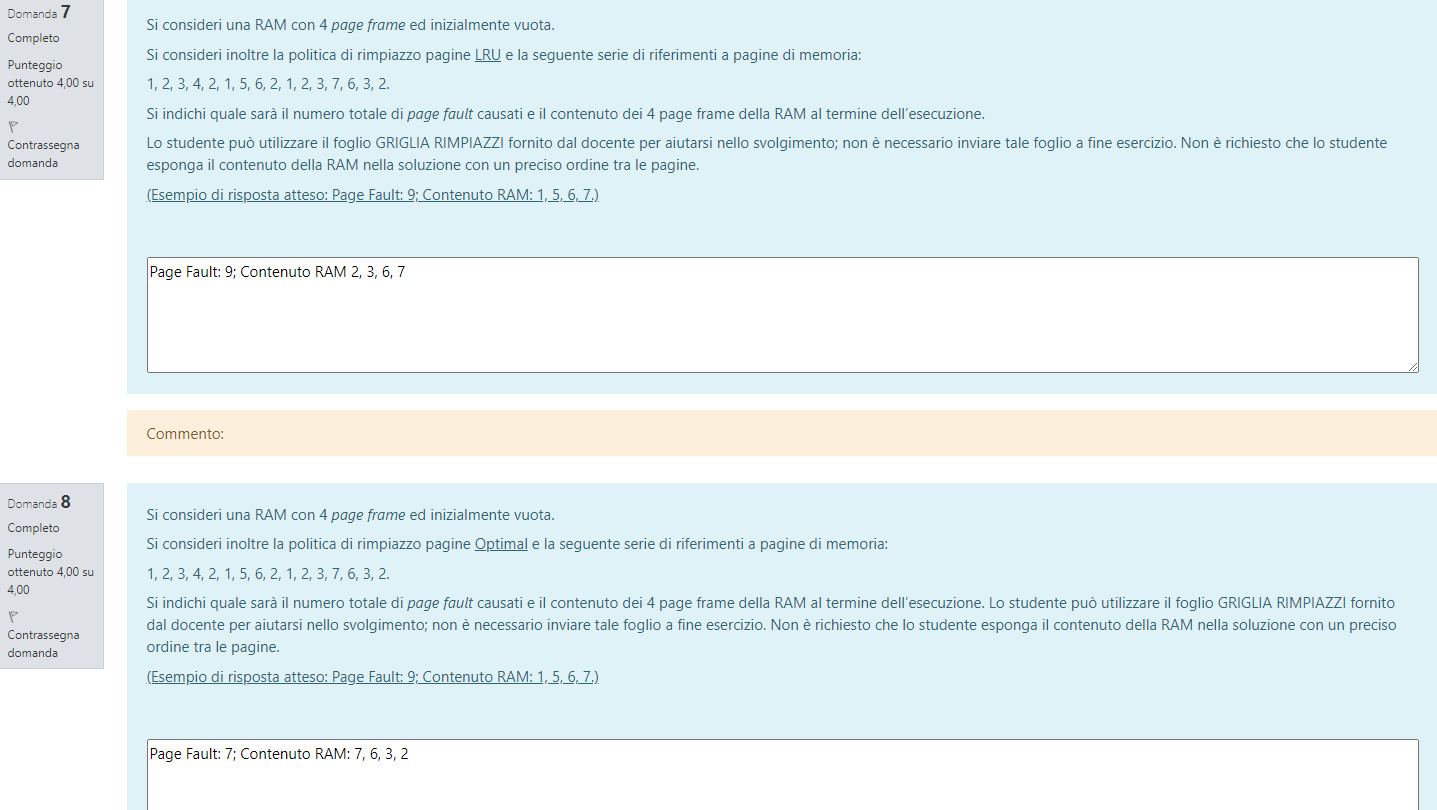 Domanda 7
Completo
Punteggio
ottenuto 4,00 su
4,00
Contrassegna
domanda
Si consideri una RAM con 4 page frame ed inizialmente vuota.
Si consideri inoltre la politica di rimpiazzo pagine LRU e la seguente serie di riferimenti a pagine di memoria:
1, 2, 3, 4, 2, 1, 5, 6, 2, 1, 2, 3, 7, 6, 3, 2.
Si indichi quale sarà il numero totale di page fault causati e il contenuto dei 4 page frame della RAM al termine dell’esecuzione.
Lo studente può utilizzare il foglio GRIGLIA RIMPIAZZI fornito dal docente per aiutarsi nello svolgimento; non è necessario inviare tale foglio a fine esercizio. Non è richiesto che lo studente
esponga il contenuto della RAM nella soluzione con un preciso ordine tra le pagine.
(Esempio di risposta atteso: Page Fault: 9; Contenuto RAM: 1, 5, 6, 7.)
Page Fault: 9; Contenuto RAM 2, 3, 6, 7
Commento:
Domanda 8
Completo
Punteggio
ottenuto 4,00 su
4,00
Contrassegna
domanda
Si consideri una RAM con 4 page frame ed inizialmente vuota.
Si consideri inoltre la politica di rimpiazzo pagine Optimal e la seguente serie di riferimenti a pagine di memoria:
1, 2, 3, 4, 2, 1, 5, 6, 2, 1, 2, 3, 7, 6, 3, 2.
Si indichi quale sarà il numero totale di page fault causati e il contenuto dei 4 page frame della RAM al termine dell’esecuzione. Lo studente può utilizzare il foglio GRIGLIA RIMPIAZZI fornito
dal docente per aiutarsi nello svolgimento; non è necessario inviare tale foglio a fine esercizio. Non è richiesto che lo studente esponga il contenuto della RAM nella soluzione con un preciso
ordine tra le pagine.
(Esempio di risposta atteso: Page Fault: 9; Contenuto RAM: 1, 5, 6, 7.)
Page Fault: 7; Contenuto RAM: 7, 6, 3, 2